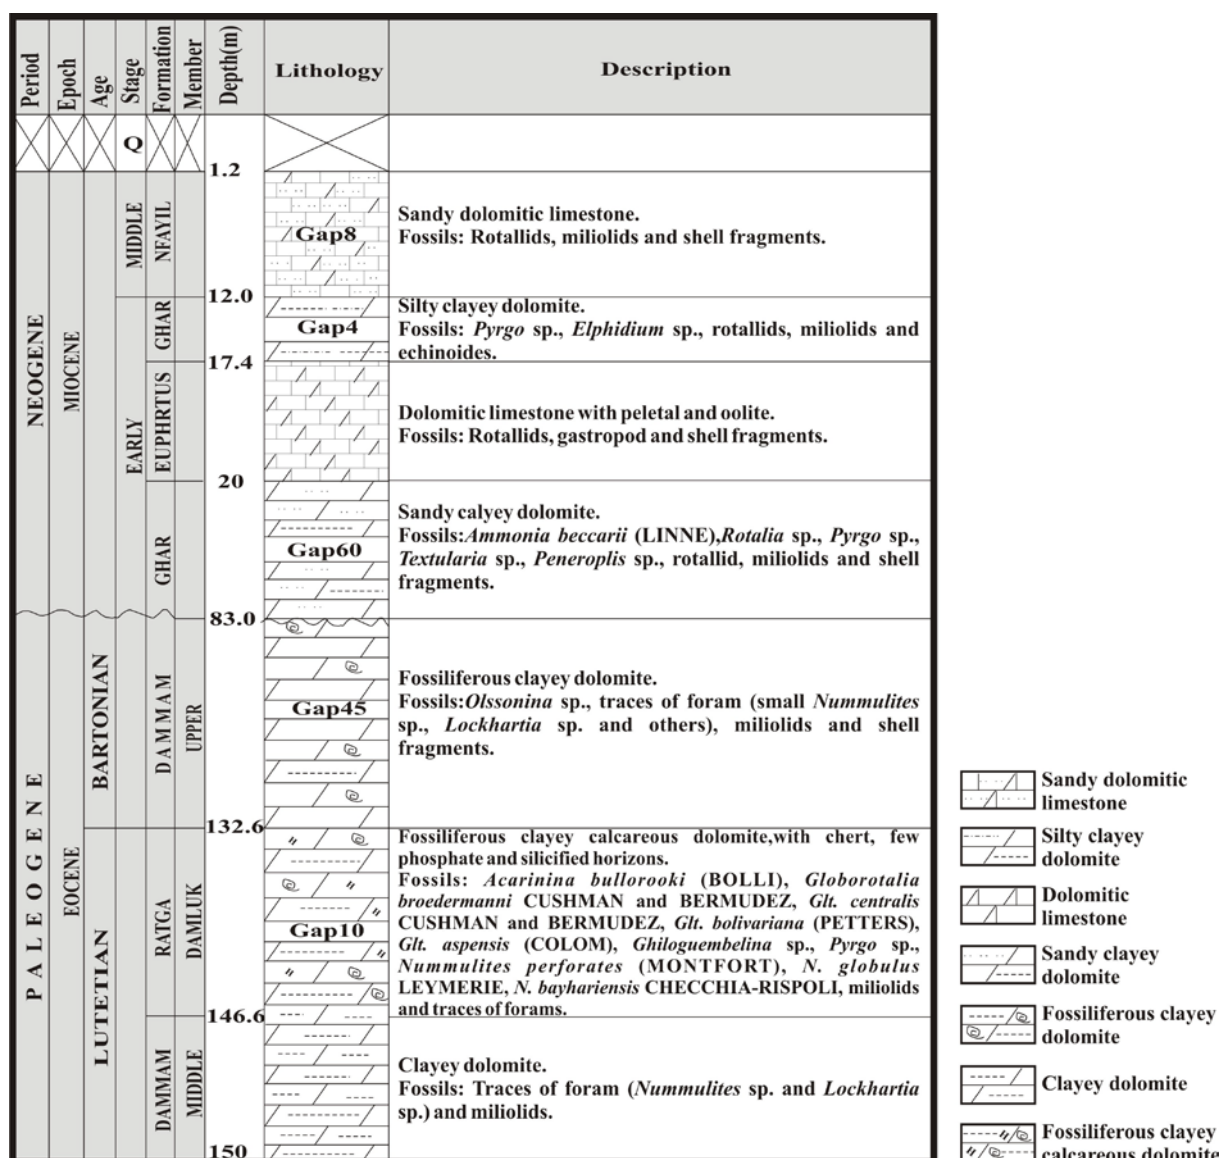 Period Epoch Age Stage Formation Member Depth(m) Lithology Description
Q
1.2
NEOGENE
MIOCENE
MIDDLE
NFAYIL
Gap8
Sandy dolomitic limestone.
Fossils: Rotallids, miliolids and shell fragments.
12.0
EARLY
GHAR
Gap4
Silty clayey dolomite.
Fossils: Pyrgo sp., Elphidium sp., rotallids, miliolids and
echinoides.
17.4
EUPHRTUS
Dolomitic limestone with peletal and oolite.
Fossils: Rotallids, gastropod and shell fragments.
20
GHAR
Gap60
Sandy calyey dolomite.
Fossils:Ammonia beccarii (LINNE),Rotalia sp., Pyrgo sp.,
Textularia sp., Peneroplis sp., rotallid, miliolids and shell
fragments.
83.0
PALEOGENE
EOCENE
BARTONIAN
DAMMAM
UPPER
Gap45
Fossiliferous clayey dolomite.
Fossils:Olssonina sp., traces of foram (small Nummulites
sp., Lockhartia sp. and others), miliolids and shell
fragments.
132.6
LUTETIAN
RATGA
DAMLUK
Gap10
Fossiliferous clayey calcareous dolomite,with chert, few
phosphate and silicified horizons.
Fossils: Acarinina bullorooki (BOLLI), Globorotalia
broedermanni CUSHMAN and BERMUDEZ, Glt. centralis
CUSHMAN and BERMUDEZ, Glt. bolivariana (PETTERS),
Glt. aspensis (COLOM), Ghiloguembelina sp., Pyrgo sp.,
Nummulites perforates (MONTFORT), N. globulus
LEYMERIE, N. bayhariensis CHECCHIA-RISPOLI, miliolids
and traces of forams.
146.6
DAMMAM
MIDDLE
Clayey dolomite.
Fossils: Traces of foram (Nummulites sp. and Lockhartia
sp.) and miliolids.
150
Sandy dolomitic
limestone
Silty clayey
dolomite
Dolomitic
limestone
Sandy clayey
dolomite
Fossiliferous clayey
dolomite
Clayey dolomite
Fossiliferous clayey
calcareous dolomite